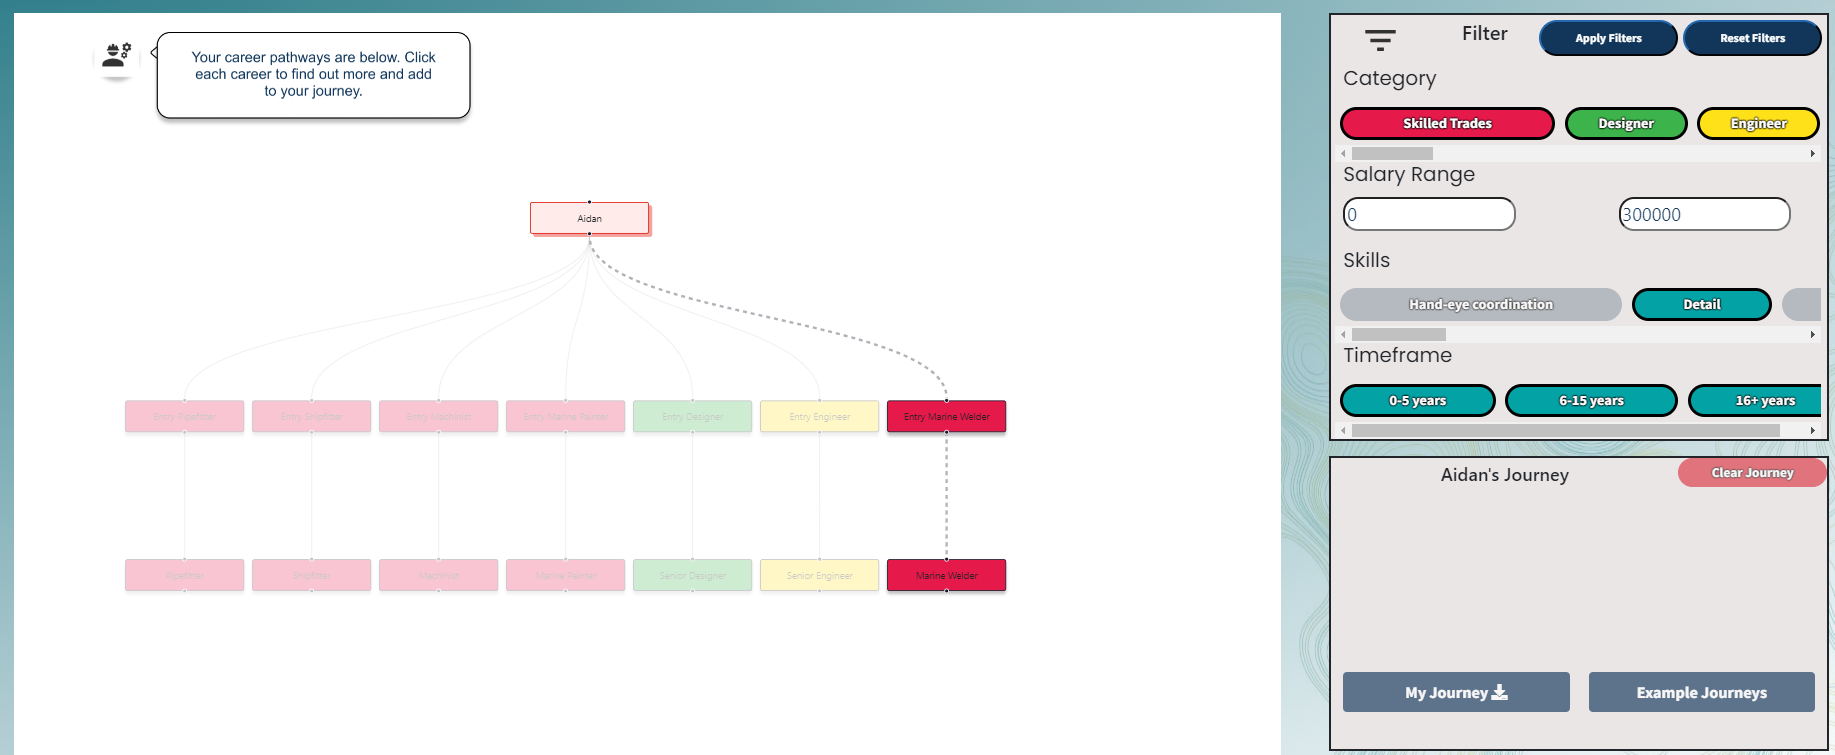 Your career pathways are below. Click
each career to find out more and add
to your journey.
Aidan
Entry Pipefitter
Entry Shipfitter
Entry Machinist
Entry Marine Painter
Entry Designer
Entry Engineer
Entry Marine Welder
Pipefitter
Shipfitter
Machinist
Marine Painter
Senior Designer
Senior Engineer
Marine Welder
Filter
Apply Filters
Reset Filters
Category
Skilled Trades
Designer
Engineer
Salary Range
0
300000
Skills
Hand-eye coordination
Detail
Timeframe
0-5 years
6-15 years
16+ years
Aidan's Journey
Clear Journey
My Journey
Example Journeys